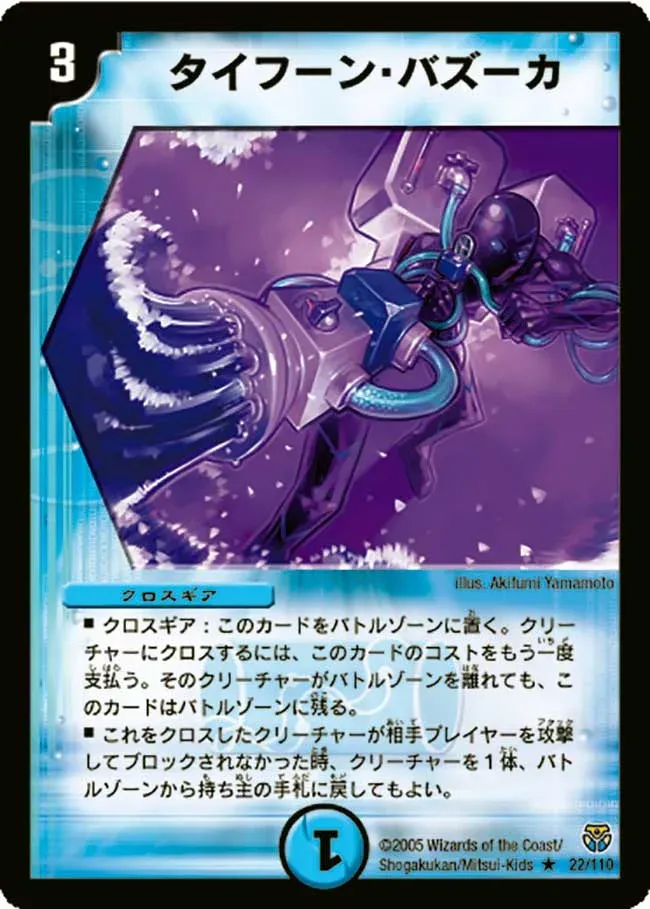 3
タイフーン・バズーカ
illus. Akifumi Yamamoto
クロスギア
■ クロスギア：このカードをバトルゾーンに置く。クリー
チャーにクロスするには、このカードのコストをもう一度
支払う。そのクリーチャーがバトルゾーンを離れても、こ
のカードはバトルゾーンに残る。
■ これをクロスしたクリーチャーが相手プレイヤーを攻撃
してブロックされなかった時、クリーチャーを１体、バト
ルゾーンから持ち主の手札に戻してもよい。
1
©2005 Wizards of the Coast/
Shogakukan/Mitsui-Kids ★ 22/110